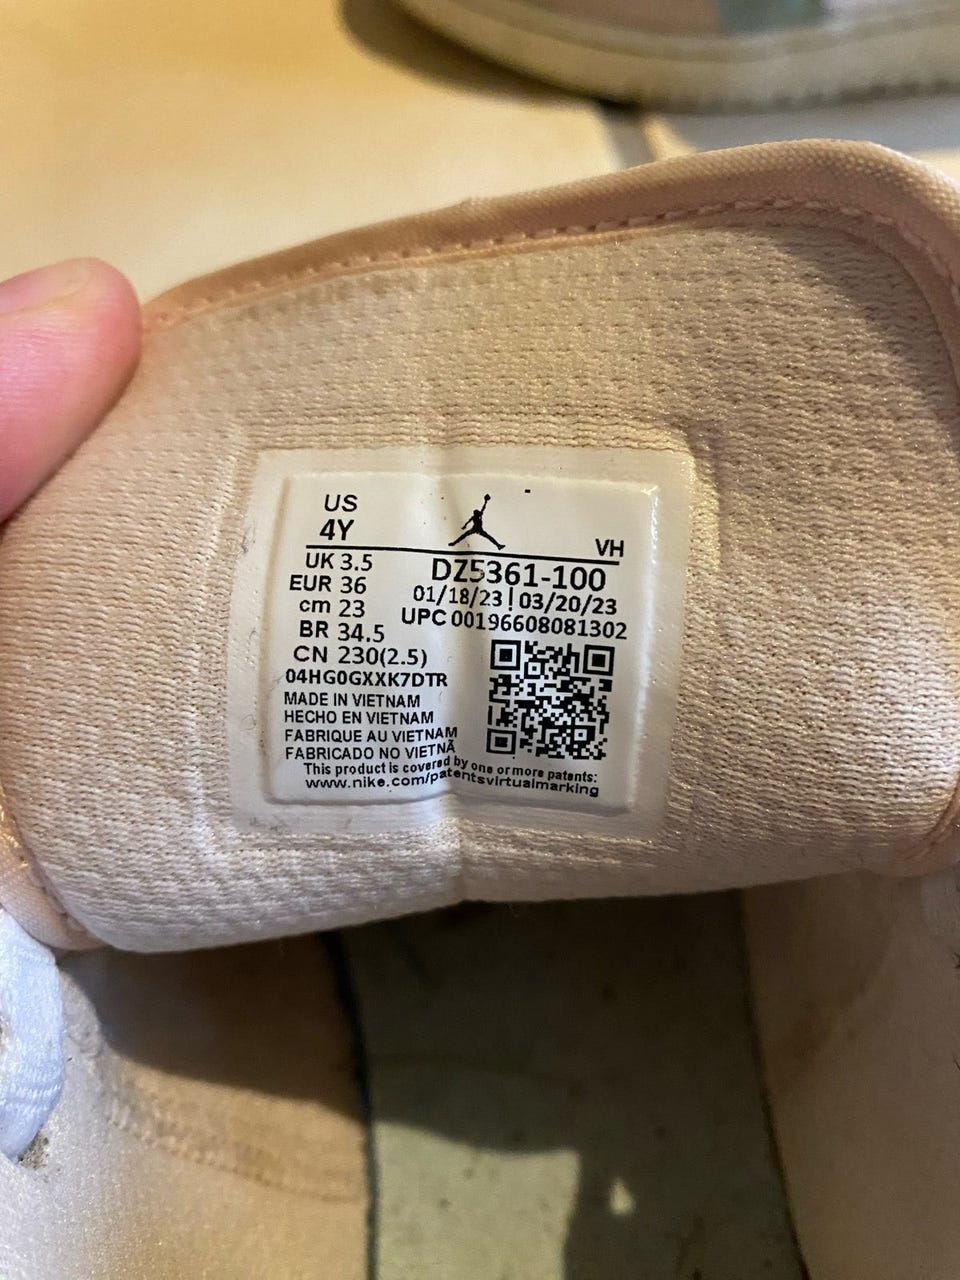 US
4Y
VH
UK 3.5
EUR 36
cm 23
BR 34.5
CN 230(2.5)
DZ5361-100
01/18/23 | 03/20/23
UPC 00196608081302
04HG0GXXK7DTR
MADE IN VIETNAM
HECHO EN VIETNAM
FABRIQUE AU VIETNAM
FABRICADO NO VIETNÃ
This product is covered by one or more patents:
www.nike.com/patentsvirtualmarking